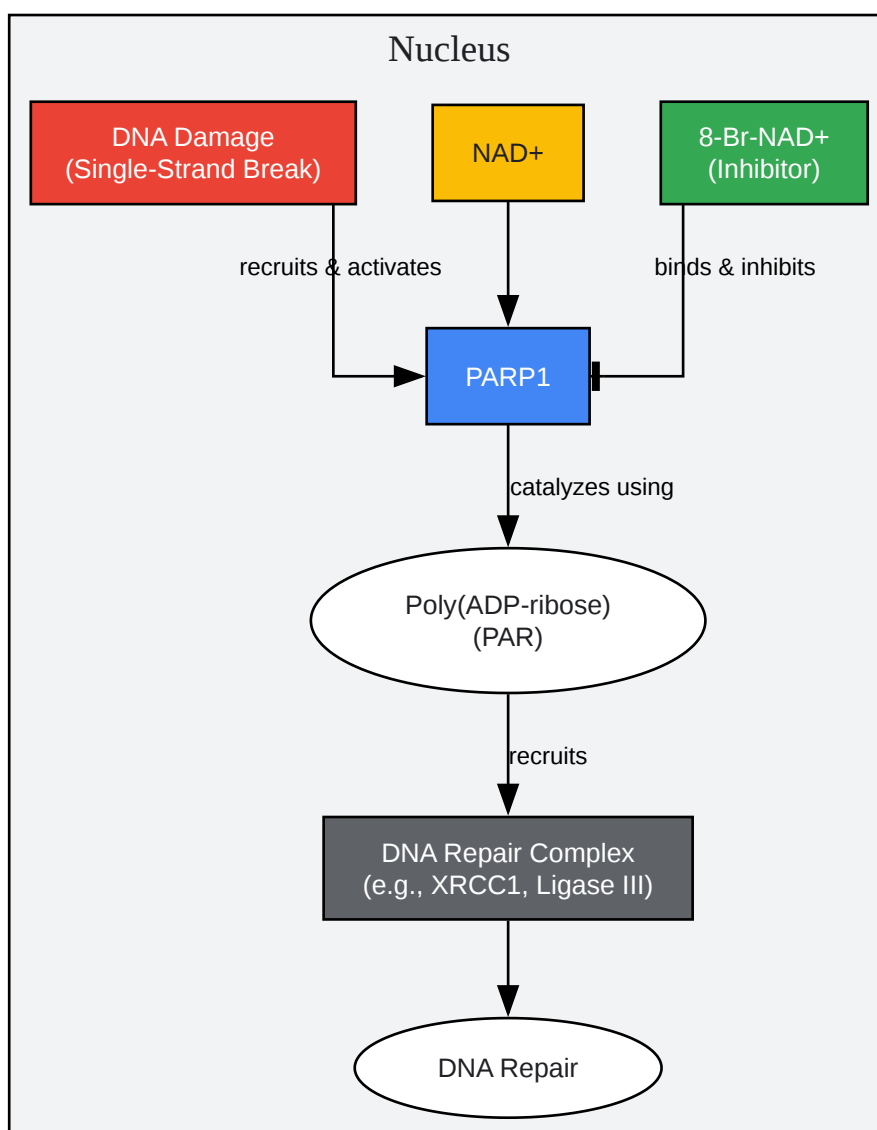 Nucleus
DNA Damage
(Single-Strand Break)
NAD+
8-Br-NAD+
(Inhibitor)
recruits & activates
binds & inhibits
PARP1
catalyzes using
Poly(ADP-ribose)
(PAR)
recruits
DNA Repair Complex
(e.g., XRCC1, Ligase III)
DNA Repair